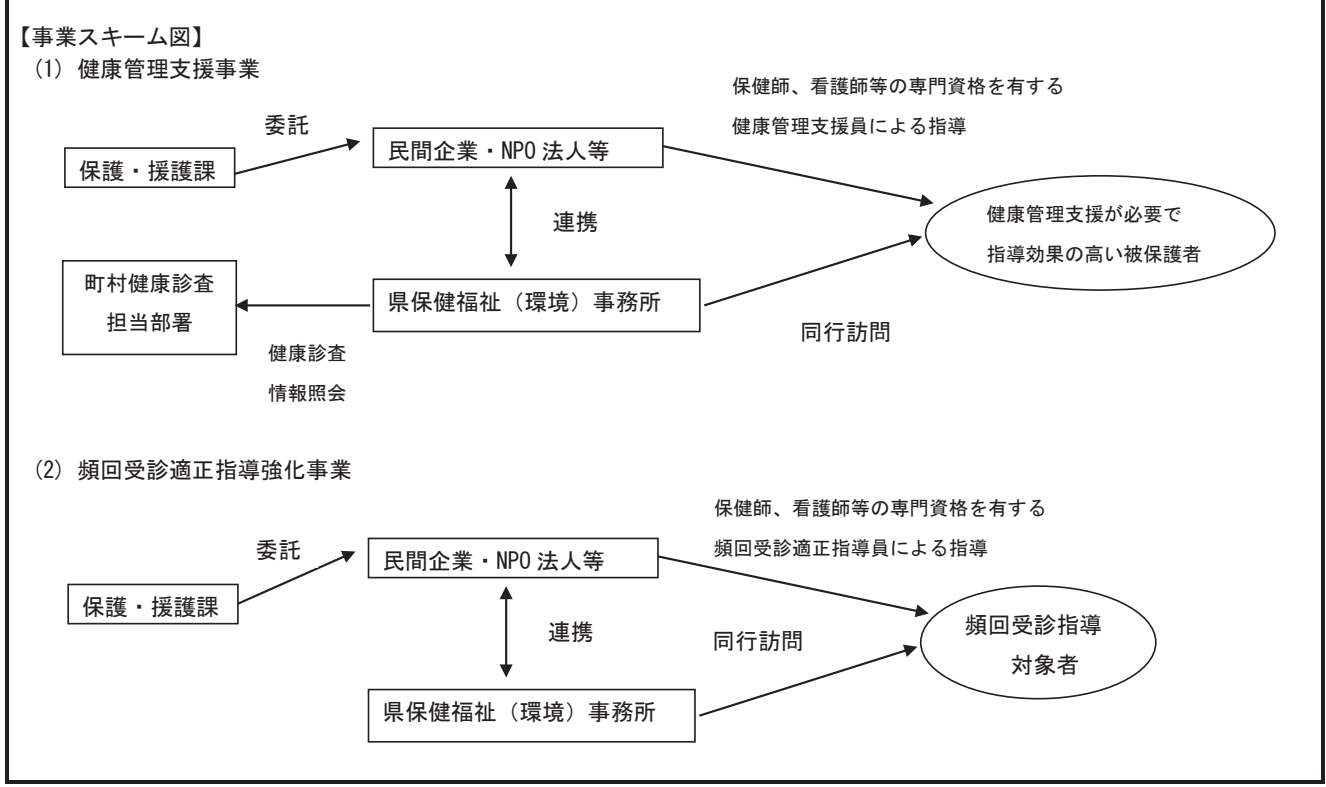 【事業スキーム図】
(1) 健康管理支援事業
保健師、看護師等の専門資格を有する
健康管理支援員による指導
委託
民間企業・NPO法人等
保護・援護課
連携
健康管理支援が必要で
指導効果の高い被保護者
町村健康診査
担当部署
県保健福祉（環境）事務所
同行訪問
健康診査
情報照会
(2) 頻回受診適正指導強化事業
保健師、看護師等の専門資格を有する
頻回受診適正指導員による指導
委託
民間企業・NPO法人等
保護・援護課
連携
同行訪問
頻回受診指導
対象者
県保健福祉（環境）事務所